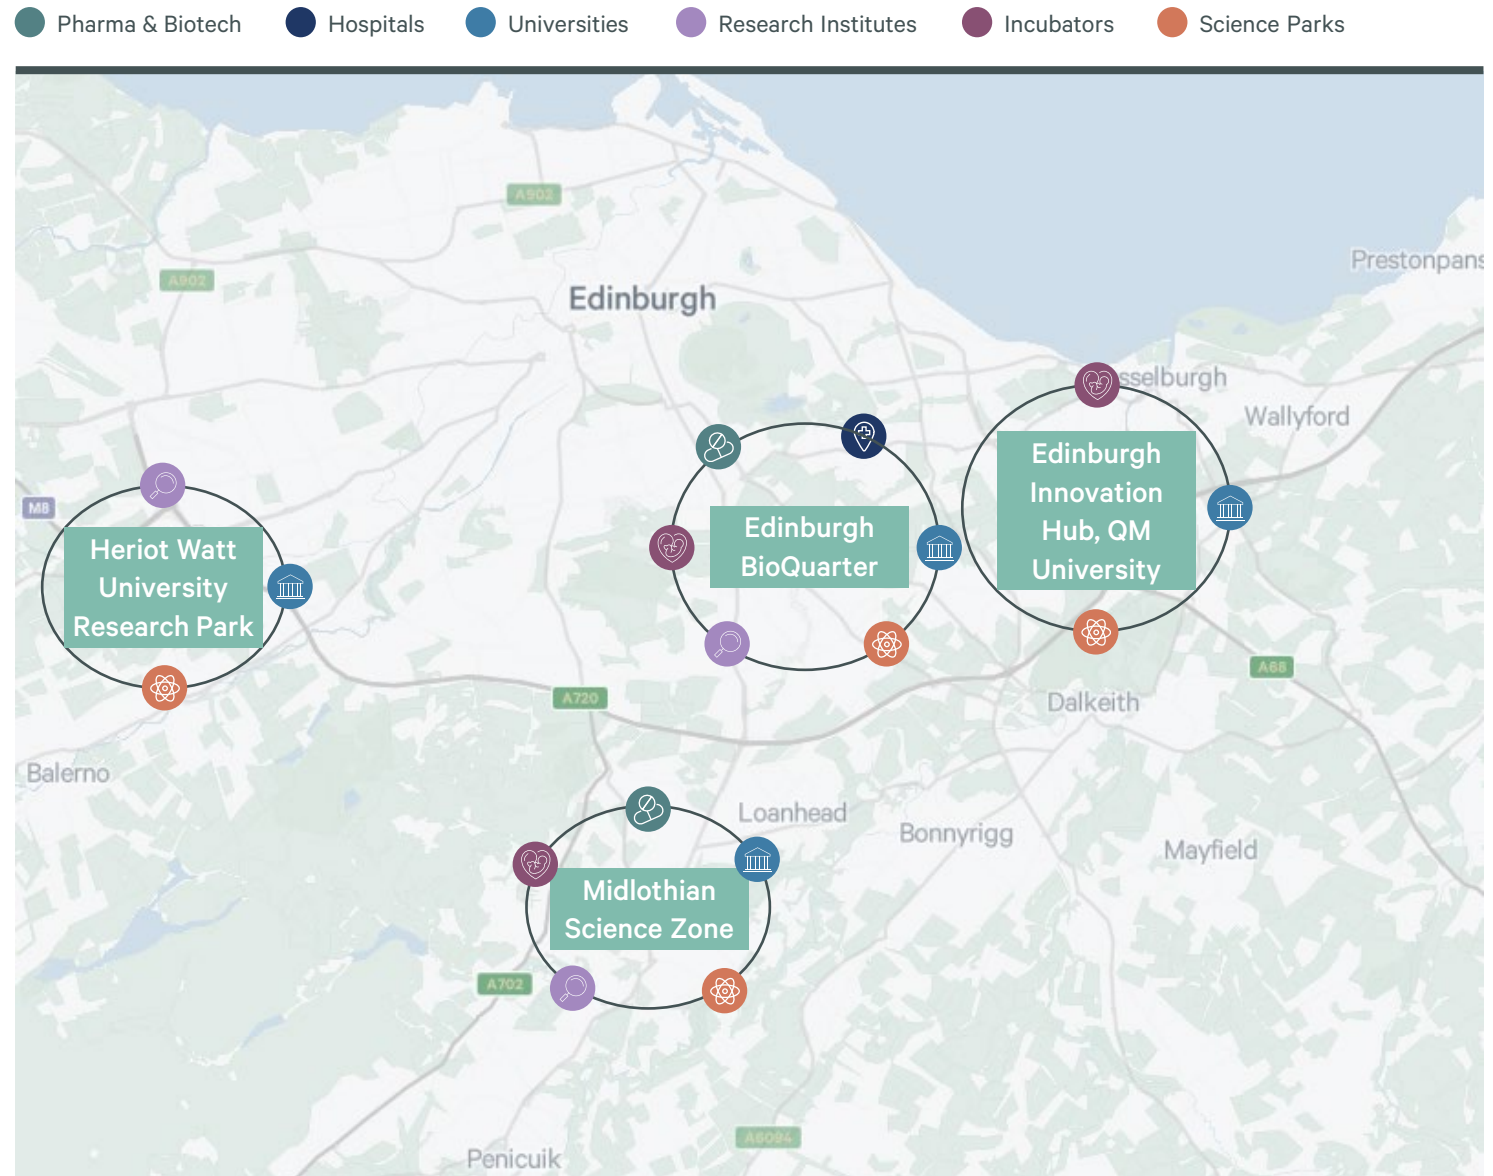 Pharma & Biotech
Hospitals
Universities
Research Institutes
Incubators
Science Parks
A902
A902
Prestonpans
Edinburgh
sselburgh
Wallyford
Edinburgh
Innovation
Hub, QM
University
M8
Edinburgh
BioQuarter
Heriot Watt
University
Research Park
A68
A720
Dalkeith
Balerno
Loanhead
Bonnyrigg
Mayfield
Midlothian
Science Zone
A702
A6094
Penicuik